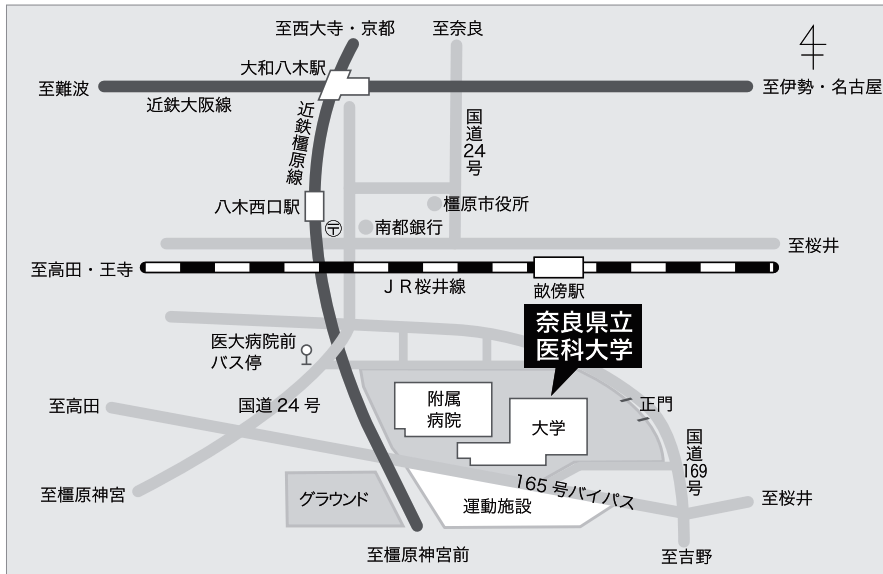 至西大寺・京都
至奈良
大和八木駅
至難波
至伊勢・名古屋
近鉄大阪線
近鉄橿原線
国道24号
八木西口駅
〒
橿原市役所
南都銀行
至桜井
至高田・王寺
JR桜井線
畝傍駅
奈良県立
医科大学
医大病院前
バス停
国道24号
至高田
附属
病院
大学
正門
国道169号
至橿原神宮
グラウンド
165号バイパス
運動施設
至桜井
至橿原神宮前
至吉野